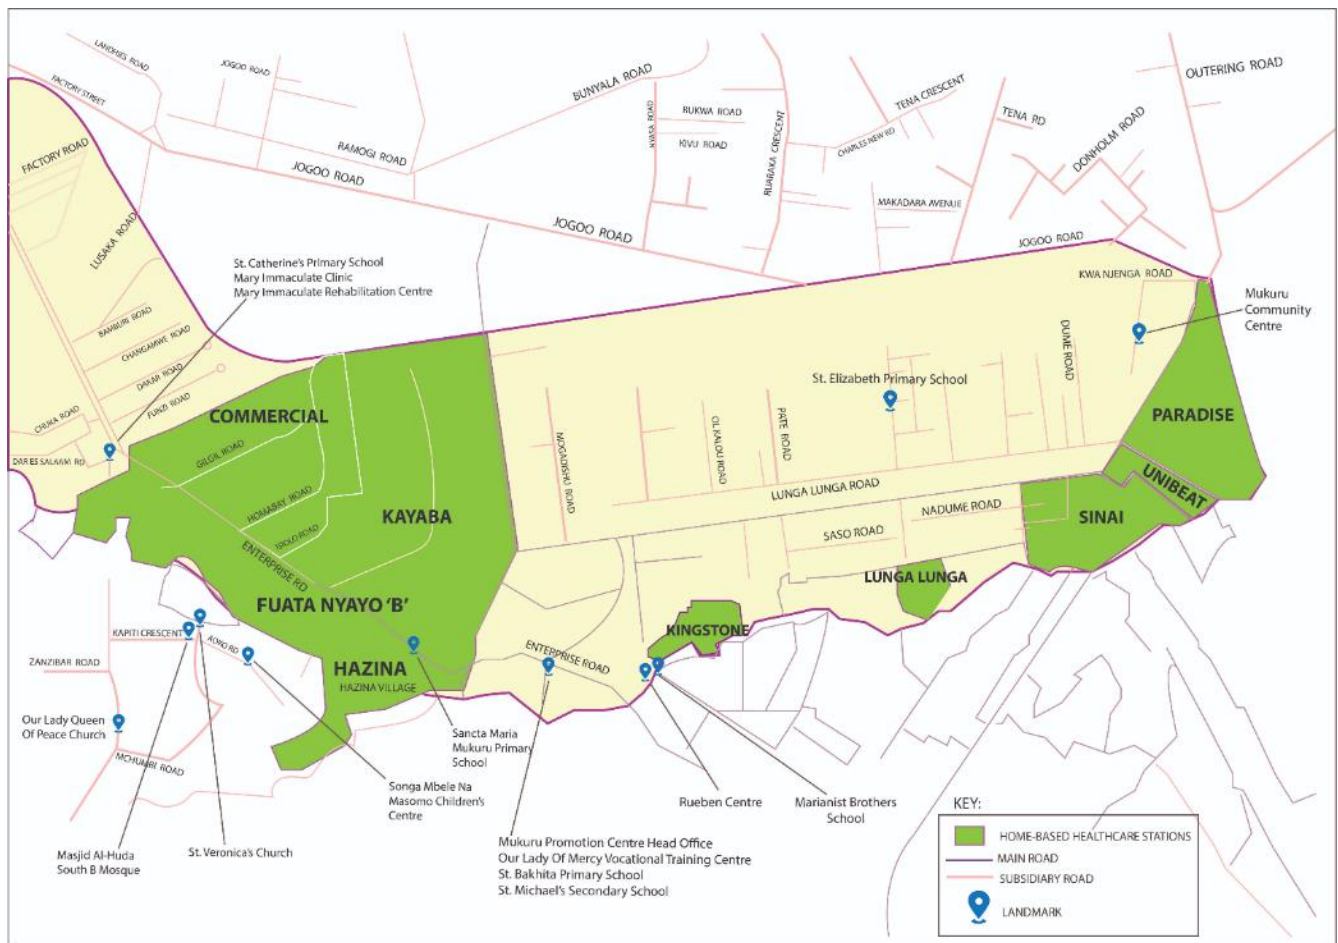 LANDHIES ROAD
JOGOO ROAD
FACTORY STREET
BUNYALA ROAD
OUTERING ROAD
TENA CRESCENT
TENA RD
NYASA ROAD
RUKWA ROAD
KIVU ROAD
RUARAKA CRESCENT
CHARLES NEW RD
DONHOLM ROAD
FACTORY ROAD
RAMOGI ROAD
JOGOO ROAD
MAKADARA AVENUE
LUSAKA ROAD
JOGOO ROAD
JOGOO ROAD
St. Catherine's Primary School
Mary Immaculate Clinic
Mary Immaculate Rehabilitation Centre
KWA NJENGA ROAD
Mukuru
Community
Centre
BAMBURI ROAD
CHANGAMWE ROAD
DAKAR ROAD
FUNZI ROAD
DUME ROAD
St. Elizabeth Primary School
CHUKA ROAD
COMMERCIAL
PARADISE
DAR ES SALAAM RD
GILGIL ROAD
MOGADISHU ROAD
OL KALOU ROAD
PATE ROAD
LUNGA LUNGA ROAD
UNIBEAT
HOMABAY ROAD
KAYABA
NADUME ROAD
SINAI
ISIOLO ROAD
SASO ROAD
ENTERPRISE RD
LUNGA LUNGA
FUATA NYAYO 'B'
KINGSTONE
KAPITI CRESCENT
KORO RD
ENTERPRISE ROAD
ZANZIBAR ROAD
HAZINA
HAZINA VILLAGE
Our Lady Queen
Of Peace Church
MCHUMBI ROAD
Sancta Maria
Mukuru Primary
School
Songa Mbele Na
Masomo Children's
Centre
Rueben Centre
Marianist Brothers
School
Masjid Al-Huda
South B Mosque
St. Veronica's Church
Mukuru Promotion Centre Head Office
Our Lady Of Mercy Vocational Training Centre
St. Bakhita Primary School
St. Michael's Secondary School
KEY:
HOME-BASED HEALTHCARE STATIONS
MAIN ROAD
SUBSIDIARY ROAD
LANDMARK